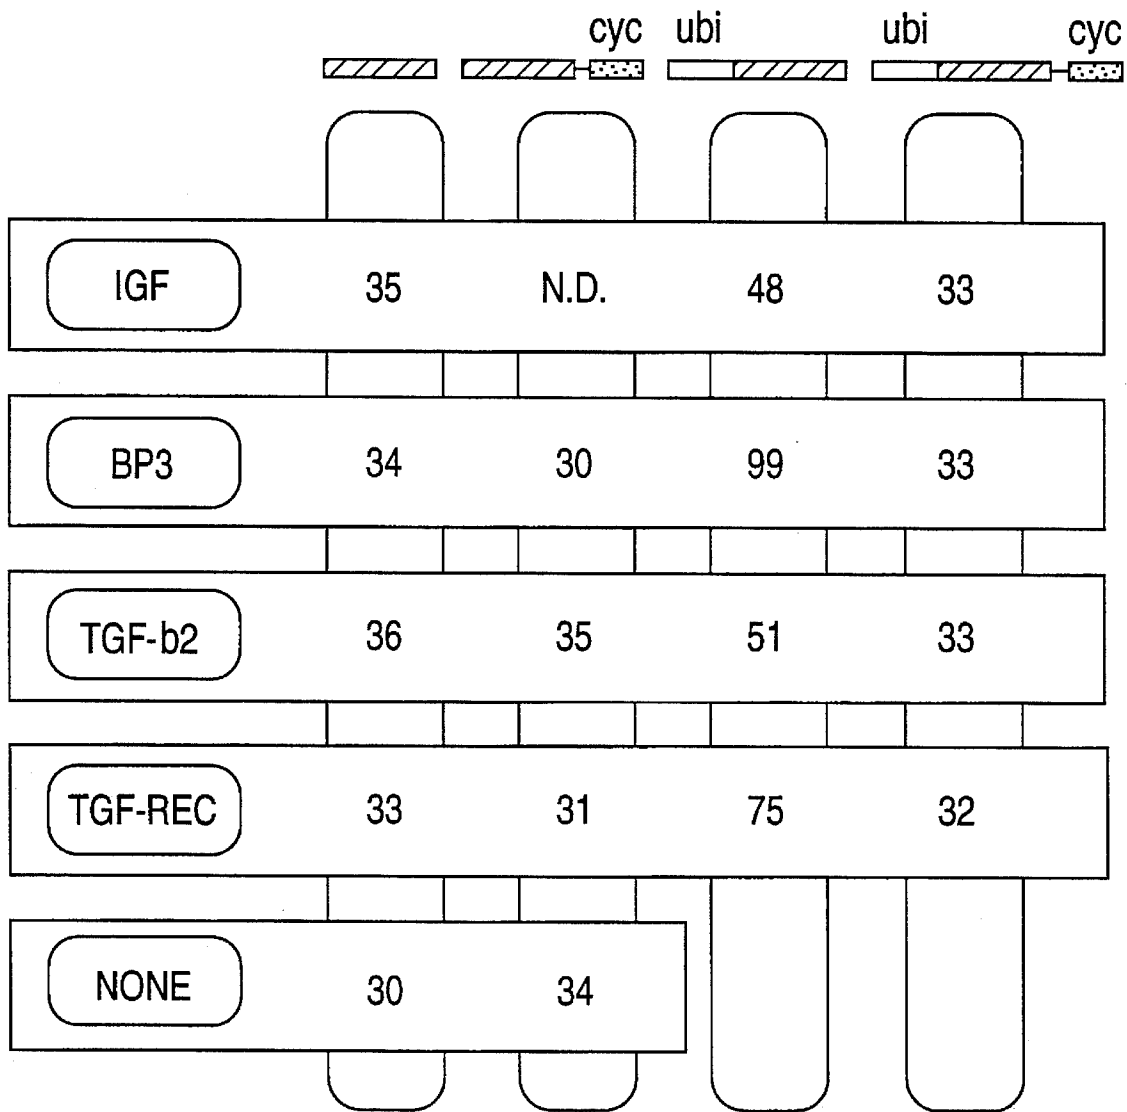 cyc ubi ubi cyc
IGF 35 N.D. 48 33
BP3 34 30 99 33
TGF-b2 36 35 51 33
TGF-REC 33 31 75 32
NONE 30 34